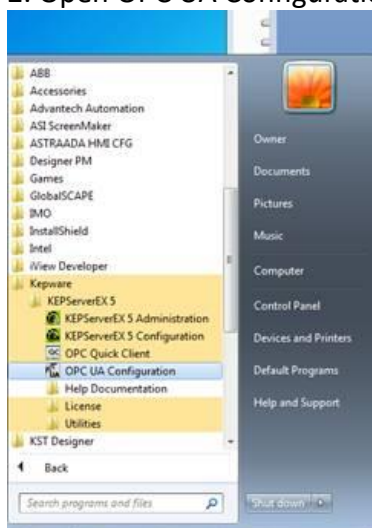 2. Open OPC UA Configuration
ABB
Accessories
Advantech Automation
ASI ScreenMaker
ASTRAADA HMI CFG
Designer PM
Games
GlobalSCAPE
IMO
InstallShield
Intel
iView Developer
Kepware
KEPServerEX 5
KEPServerEX 5 Administration
KEPServerEX 5 Configuration
OPC Quick Client
OPC UA Configuration
Help Documentation
License
Utilities
KST Designer
Back
Search programs and files
Owner
Documents
Pictures
Music
Computer
Control Panel
Devices and Printers
Default Programs
Help and Support
Shut down